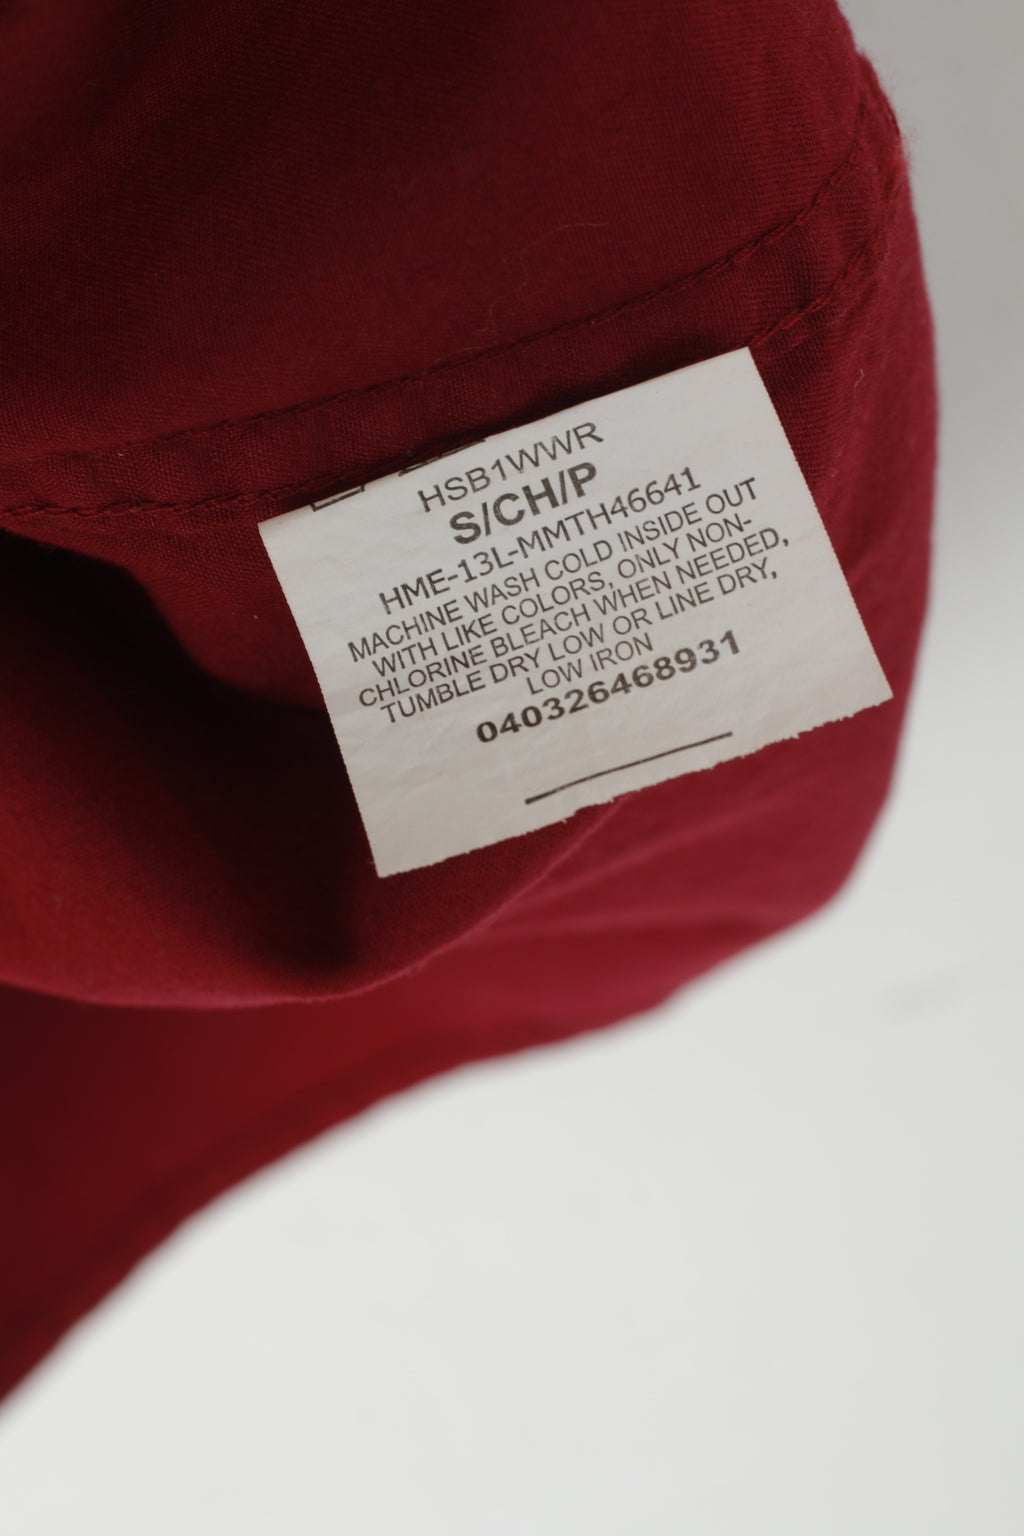 HSB1WWR
S/CH/P
HME-13L-MMTH46641
MACHINE WASH COLD INSIDE OUT
WITH LIKE COLORS, ONLY NON-
CHLORINE BLEACH WHEN NEEDED,
TUMBLE DRY LOW OR LINE DRY,
LOW IRON
040326468931